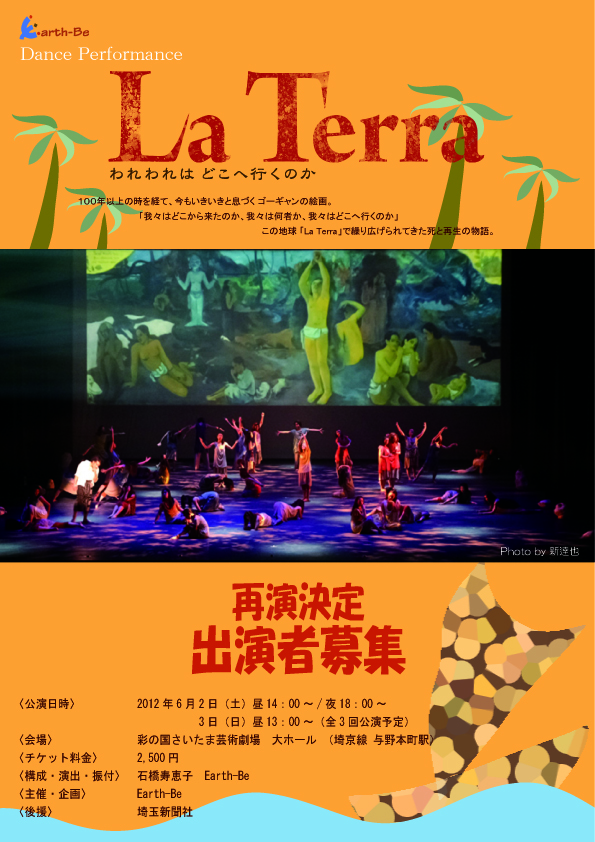 Earth-Be
Dance Performance
La Terra
われわれは どこへ行くのか
100年以上の時を経て、今もいきいきと息づくゴーギャンの絵画。
「我々はどこから来たのか、我々は何者か、我々はどこへ行くのか」
この地球「La Terra」で繰り広げられてきた死と再生の物語。
Photo by 新達也
再演決定
出演者募集
〈公演日時〉 2012年6月2日（土）昼14：00～/夜18：00～
3日（日）昼13：00～（全3回公演予定）
〈会場〉 彩の国さいたま芸術劇場 大ホール （埼京線 与野本町駅）
〈チケット料金〉 2,500円
〈構成・演出・振付〉 石橋寿恵子 Earth-Be
〈主催・企画〉 Earth-Be
〈後援〉 埼玉新聞社